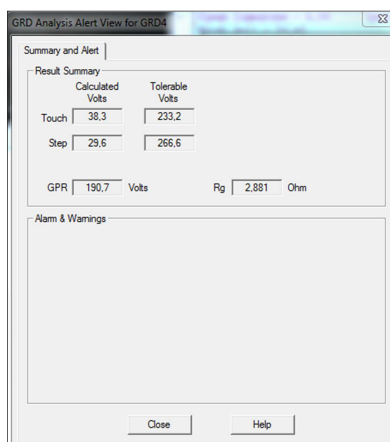 GRD Analysis Alert View for GRD4
Summary and Alert
Result Summary
Calculated Volts
Tolerable Volts
Touch 38,3 233,2
Step 29,6 266,6
GPR 190,7 Volts Rg 2,881 Ohm
Alarm & Warnings
Close Help